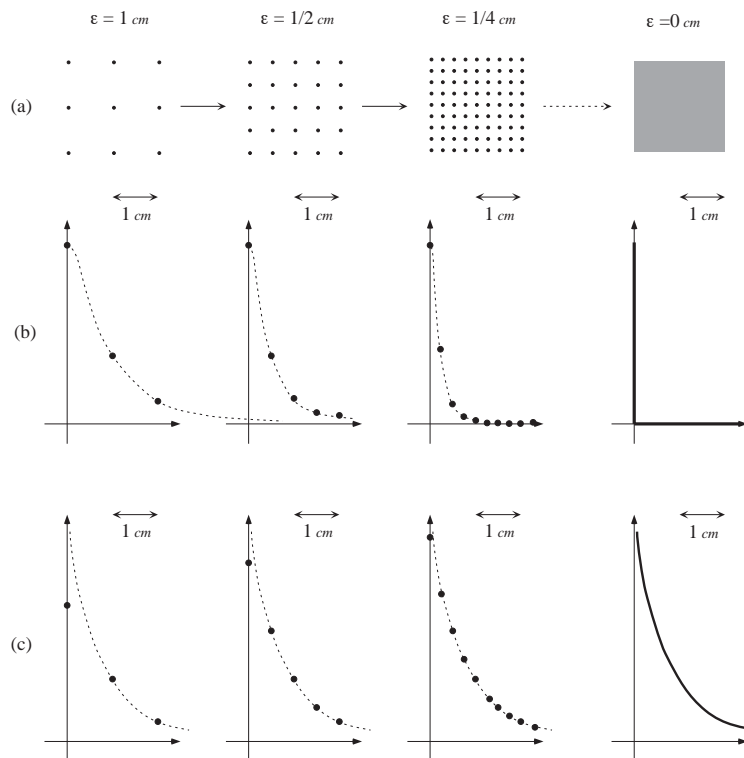 ε = 1 cm
ε = 1/2 cm
ε = 1/4 cm
ε =0 cm
(a)
1 cm
1 cm
1 cm
1 cm
(b)
1 cm
1 cm
1 cm
1 cm
(c)